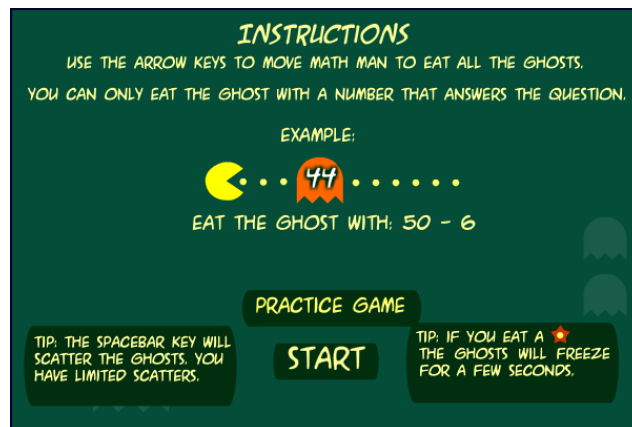 INSTRUCTIONS
USE THE ARROW KEYS TO MOVE MATH MAN TO EAT ALL THE GHOSTS.
YOU CAN ONLY EAT THE GHOST WITH A NUMBER THAT ANSWERS THE QUESTION.
EXAMPLE:
44
EAT THE GHOST WITH: 50 - 6
PRACTICE GAME
START
TIP: THE SPACEBAR KEY WILL
SCATTER THE GHOSTS. YOU
HAVE LIMITED SCATTERS.
TIP: IF YOU EAT A
THE GHOSTS WILL FREEZE
FOR A FEW SECONDS.